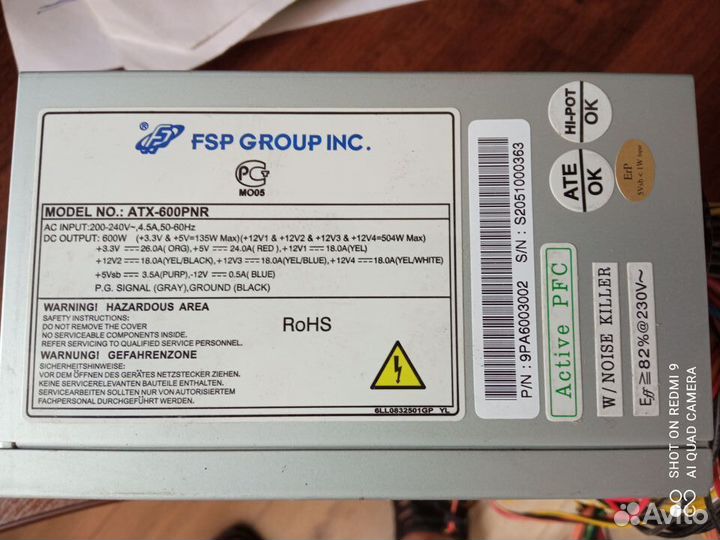 ® FSP GROUP INC.
PG
MO05
MODEL NO.: ATX-600PNR
AC INPUT:200-240V~,4.5A,50-60Hz
DC OUTPUT: 600W (+3.3V & +5V=135W Max)(+12V1 & +12V2 & +12V3 & +12V4=504W Max)
+3.3V ⎓ 26.0A( ORG),+5V ⎓ 24.0A( RED),+12V1⎓ 18.0A(YEL)
+12V2 ⎓ 18.0A(YEL/BLACK),+12V3 ⎓ 18.0A(YEL/BLUE),+12V4 ⎓ 18.0A(YEL/WHITE)
+5Vsb ⎓ 3.5A(PURP),-12V ⎓ 0.5A( BLUE)
P.G. SIGNAL (GRAY),GROUND (BLACK)
WARNING! HAZARDOUS AREA
SAFETY INSTRUCTIONS:
DO NOT REMOVE THE COVER
NO SERVICEABLE COMPONENTS INSIDE.
REFER SERVICING TO QUALIFIED SERVICE PERSONNEL.
WARNUNG! GEFAHRENZONE
SICHERHEITSHINWEIS:
VOR DEM ÖFFNEN DES GERÄTES NETZSTECKER ZIEHEN
KEINE SERVICERELEVANTEN BAUTEILE ENTHALTEN
SERVICEARBEITEN SOLLTEN NUR VON AUTORISIERTEM
FACHPERSONAL DURCHGEFÜHRT WERDEN.
RoHS
6LL0832501GP YL
P/N : 9PA6003002 S/N : S2051000363
HI-POT
OK
ATE
OK
ErP
5Vsb < 1W Input
Active PFC
W/ NOISE KILLER
Eff ≧ 82%@230V~
SHOT ON REDMI 9
AI QUAD CAMERA
Avito